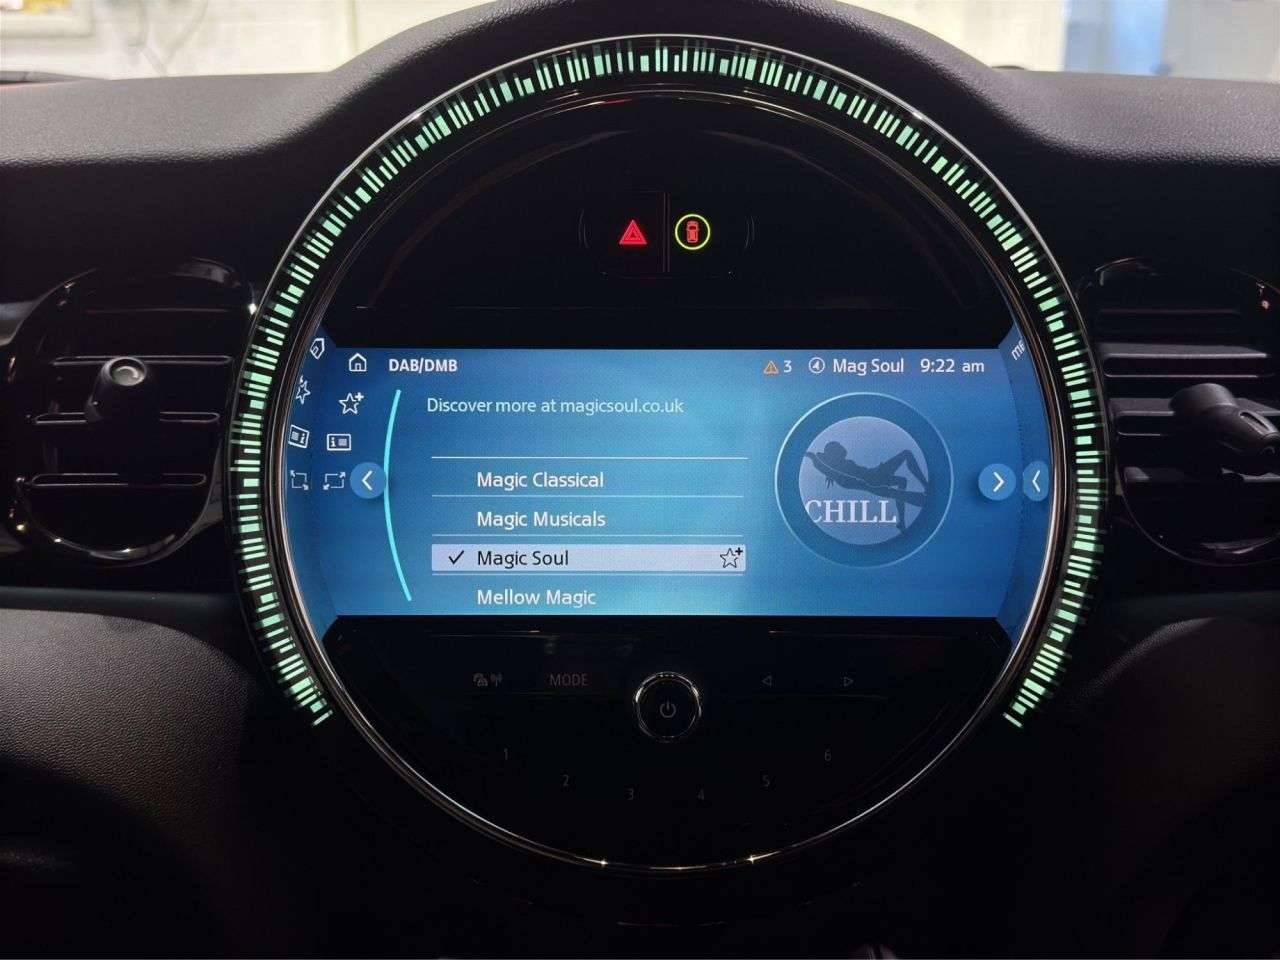 DAB/DMB
3 Mag Soul 9:22 am
me
Discover more at magicsoul.co.uk
Magic Classical
Magic Musicals
Magic Soul
Mellow Magic
CHILL
MODE
1
2
3
4
5
6